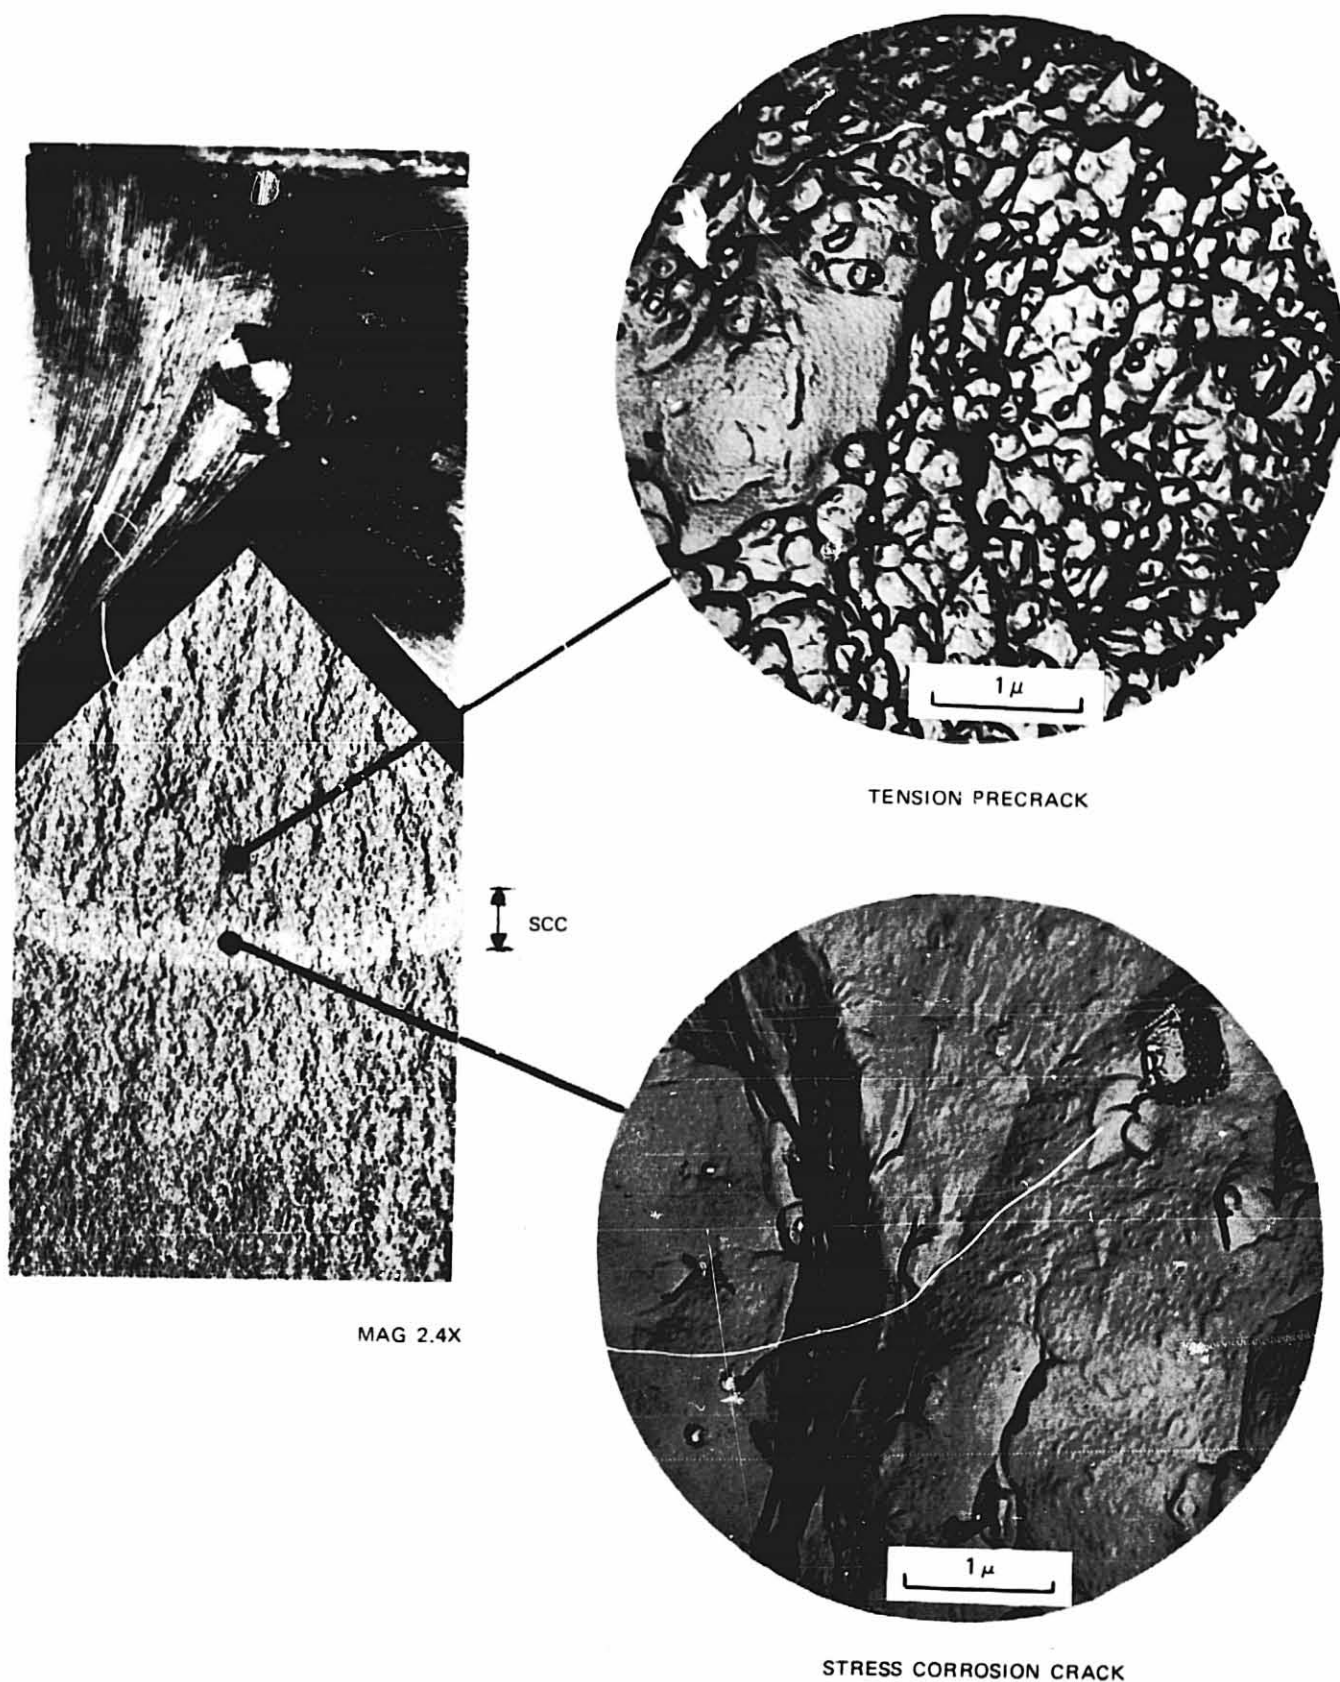 1 μ
TENSION PRECRACK
SCC
MAG 2.4X
1 μ
STRESS CORROSION CRACK